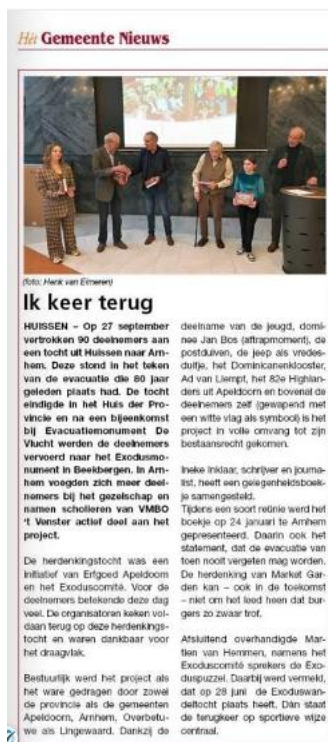 Hét Gemeente Nieuws
(foto: Henk van Eimeren)
Ik keer terug
HUISSEN – Op 27 september
vertrokken 90 deelnemers aan
een tocht uit Huissen naar Arn-
hem. Deze stond in het teken
van de evacuatie die 80 jaar
geleden plaats had. De tocht
eindigde in het Huis der Pro-
vincie en na een bijeenkomst
bij Evacuatiemonument De
Vlucht werden de deelnemers
vervoerd naar het Exodusmo-
nument in Beekbergen. In Arn-
hem voegden zich meer deel-
nemers bij het gezelschap en
namen scholieren van VMBO
't Venster actief deel aan het
project.
De herdenkingstocht was een
initiatief van Erfgoed Apeldoorn
en het Exoduscomité. Voor de
deelnemers betekende deze dag
veel. De organisatoren keken vol-
daan terug op deze herdenkings-
tocht en waren dankbaar voor
het draagvlak.
Bestuurlijk werd het project als
het ware gedragen door zowel
de provincie als de gemeenten
Apeldoorn, Arnhem, Overbetu-
we als Lingewaard. Dankzij de
deelname van de jeugd, domi-
nee Jan Bos (aftrapmoment), de
postduiven, de jeep als vredes-
duifje, het Dominicanenklooster,
Ad van Liempt, het 82e Highlan-
ders uit Apeldoorn en bovenal de
deelnemers zelf (gewapend met
een witte vlag als symbool) is het
project in volle omvang tot zijn
bestaansrecht gekomen.
Ineke Inklaar, schrijver en journa-
list, heeft een gelegenheidsboek-
je samengesteld.
Tijdens een soort reünie werd het
boekje op 24 januari te Arnhem
gepresenteerd. Daarin ook het
statement, dat de evacuatie van
toen nooit vergeten mag worden.
De herdenking van Market Gar-
den kan – ook in de toekomst
– niet om het leed heen dat bur-
gers zo zwaar trof.
Afsluitend overhandigde Mar-
tien van Hemmen, namens het
Exoduscomité sprekers de Exo-
duspuzzel. Daarbij werd vermeld,
dat op 28 juni de Exoduswan-
deltocht plaats heeft. Dán staat
de terugkeer op sportieve wijze
centraal.